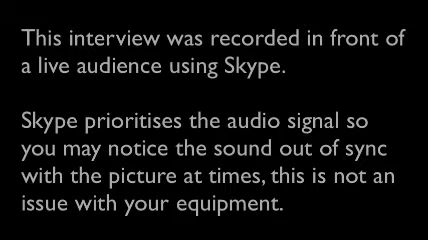 This interview was recorded in front of
a live audience using Skype.
Skype prioritises the audio signal so
you may notice the sound out of sync
with the picture at times, this is not an
issue with your equipment.